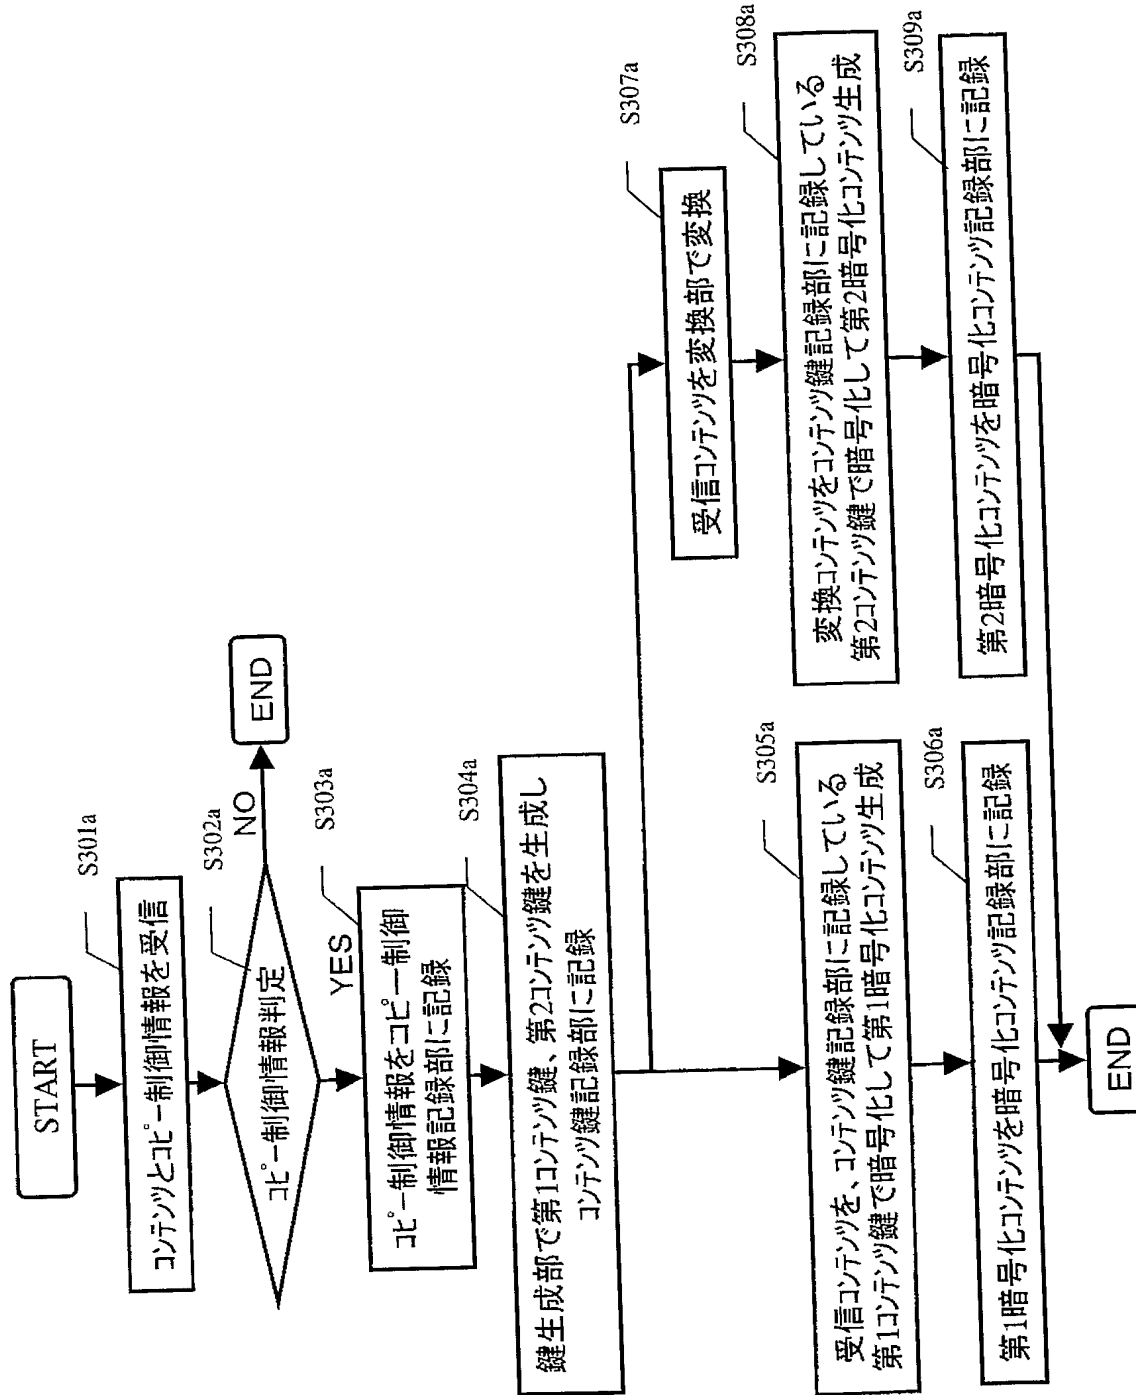 START
S301a
コンテンツとコピー制御情報を受信
S302a
コピー制御情報判定
NO
END
YES
S303a
コピー制御情報をコピー制御
情報記録部に記録
S304a
鍵生成部で第1コンテンツ鍵、第2コンテンツ鍵を生成し
コンテンツ鍵記録部に記録
S305a
受信コンテンツを、コンテンツ鍵記録部に記録している
第1コンテンツ鍵で暗号化して第1暗号化コンテンツ生成
S306a
第1暗号化コンテンツを暗号化コンテンツ記録部に記録
S307a
受信コンテンツを変換部で変換
S308a
変換コンテンツをコンテンツ鍵記録部に記録している
第2コンテンツ鍵で暗号化して第2暗号化コンテンツ生成
S309a
第2暗号化コンテンツを暗号化コンテンツ記録部に記録
END